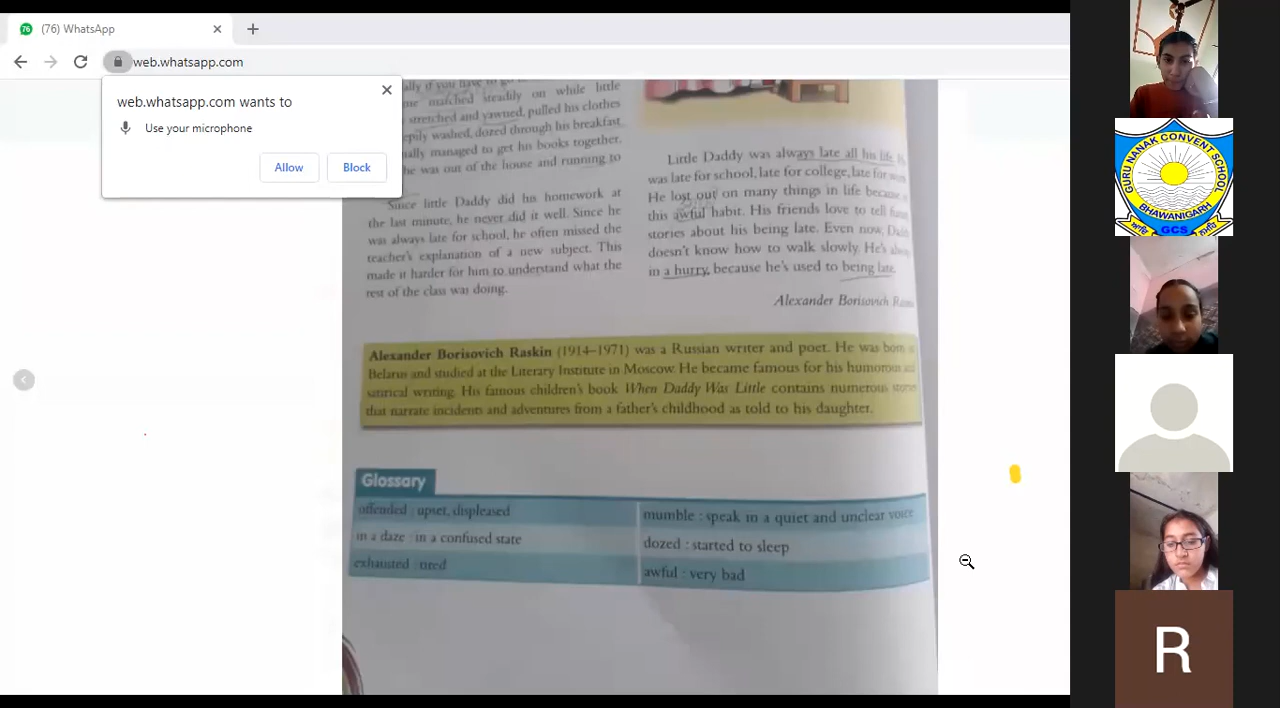 (76) WhatsApp
web.whatsapp.com
web.whatsapp.com wants to
Use your microphone
Allow
Block
ally if you have to go
me marched steadily on while little
stretched and yawned, pulled his clothes
epily washed, dozed through his breakfast
ually managed to get his books together.
he was out of the house and running to
Since little Daddy did his homework at
the last minute, he never did it well. Since he
was always late for school, he often missed the
teacher's explanation of a new subject. This
made it harder for him to understand what the
rest of the class was doing.
Little Daddy was always late all his life
was late for school, late for college, late for
He lost out on many things in life because
this awful habit. His friends love to tell
stories about his being late. Even now,
doesn't know how to walk slowly. He's
in a hurry, because he's used to being late.
Alexander Borisovich
Alexander Borisovich Raskin (1914–1971) was a Russian writer and poet. He was born
Belarus and studied at the Literary Institute in Moscow. He became famous for his humorous
satirical writing. His famous children's book When Daddy Was Little contains numerous stories
that narrate incidents and adventures from a father's childhood as told to his daughter.
Glossary
offended : upset, displeased
in a daze : in a confused state
exhausted : tired
mumble : speak in a quiet and unclear voice
dozed : started to sleep
awful : very bad
GURU NANAK CONVENT SCHOOL
BHAWANIGARH
GCS
R